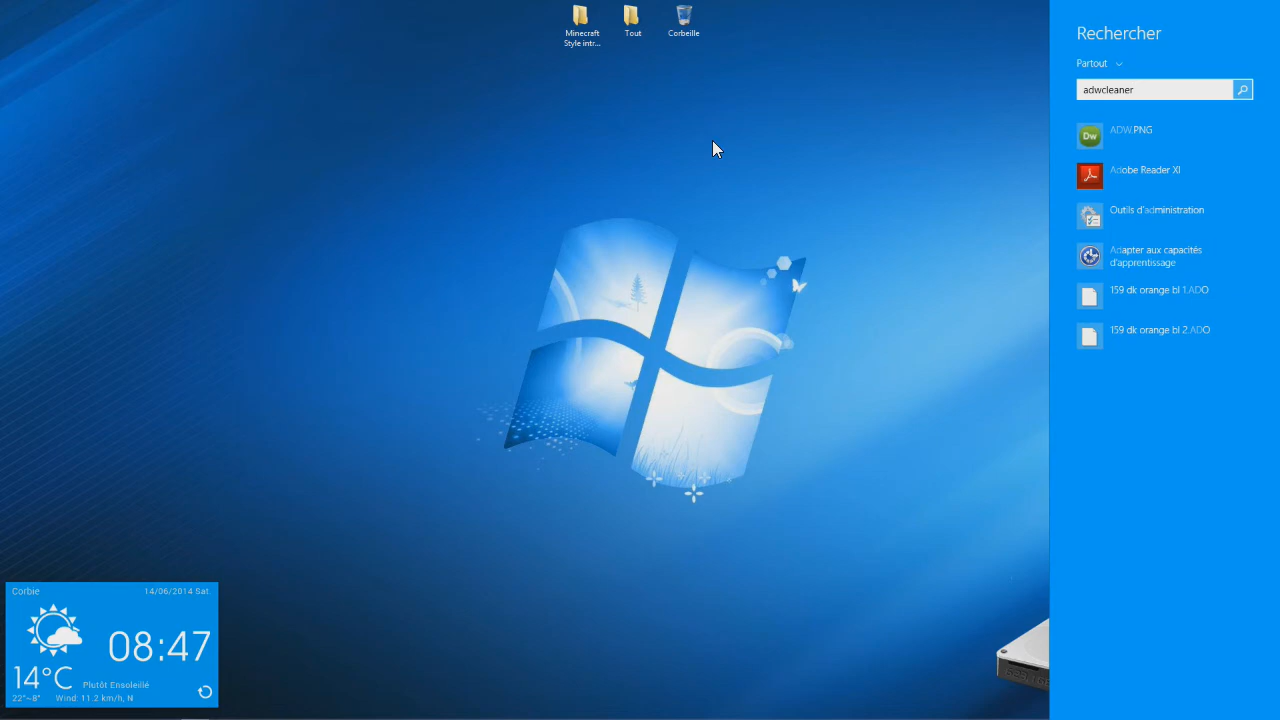 Minecraft
Style intr...
Tout
Corbeille
Rechercher
Partout
adwcleaner
Dw
ADW.PNG
Adobe Reader XI
Outils d'administration
Adapter aux capacités
d'apprentissage
159 dk orange bl 1.ADO
159 dk orange bl 2.ADO
Corbie
14/06/2014 Sat.
08:47
14°C
Plutôt Ensoleillé
22°~8°
Wind: 11.2 km/h, N